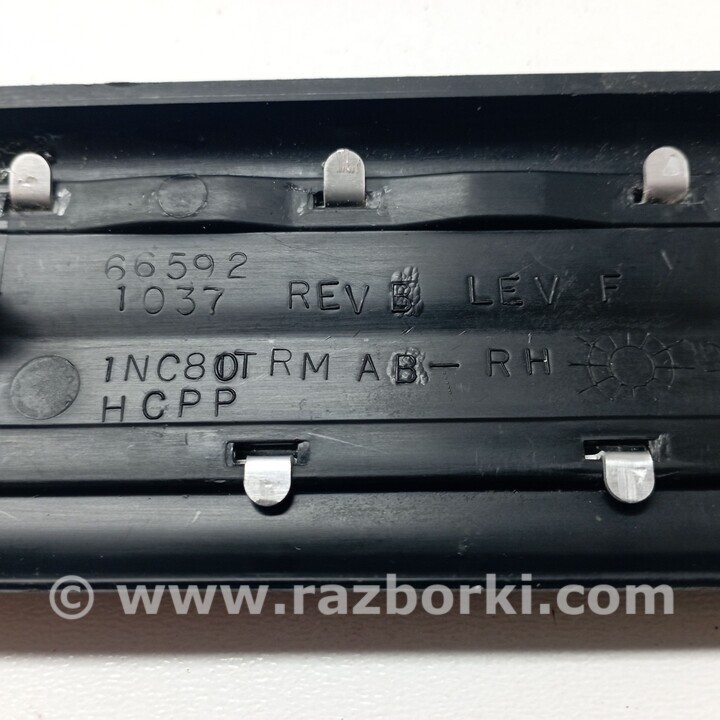 66592
1037 REV B LEV F
1NC80TRM AB-RH
HCPP
© www.razborki.com